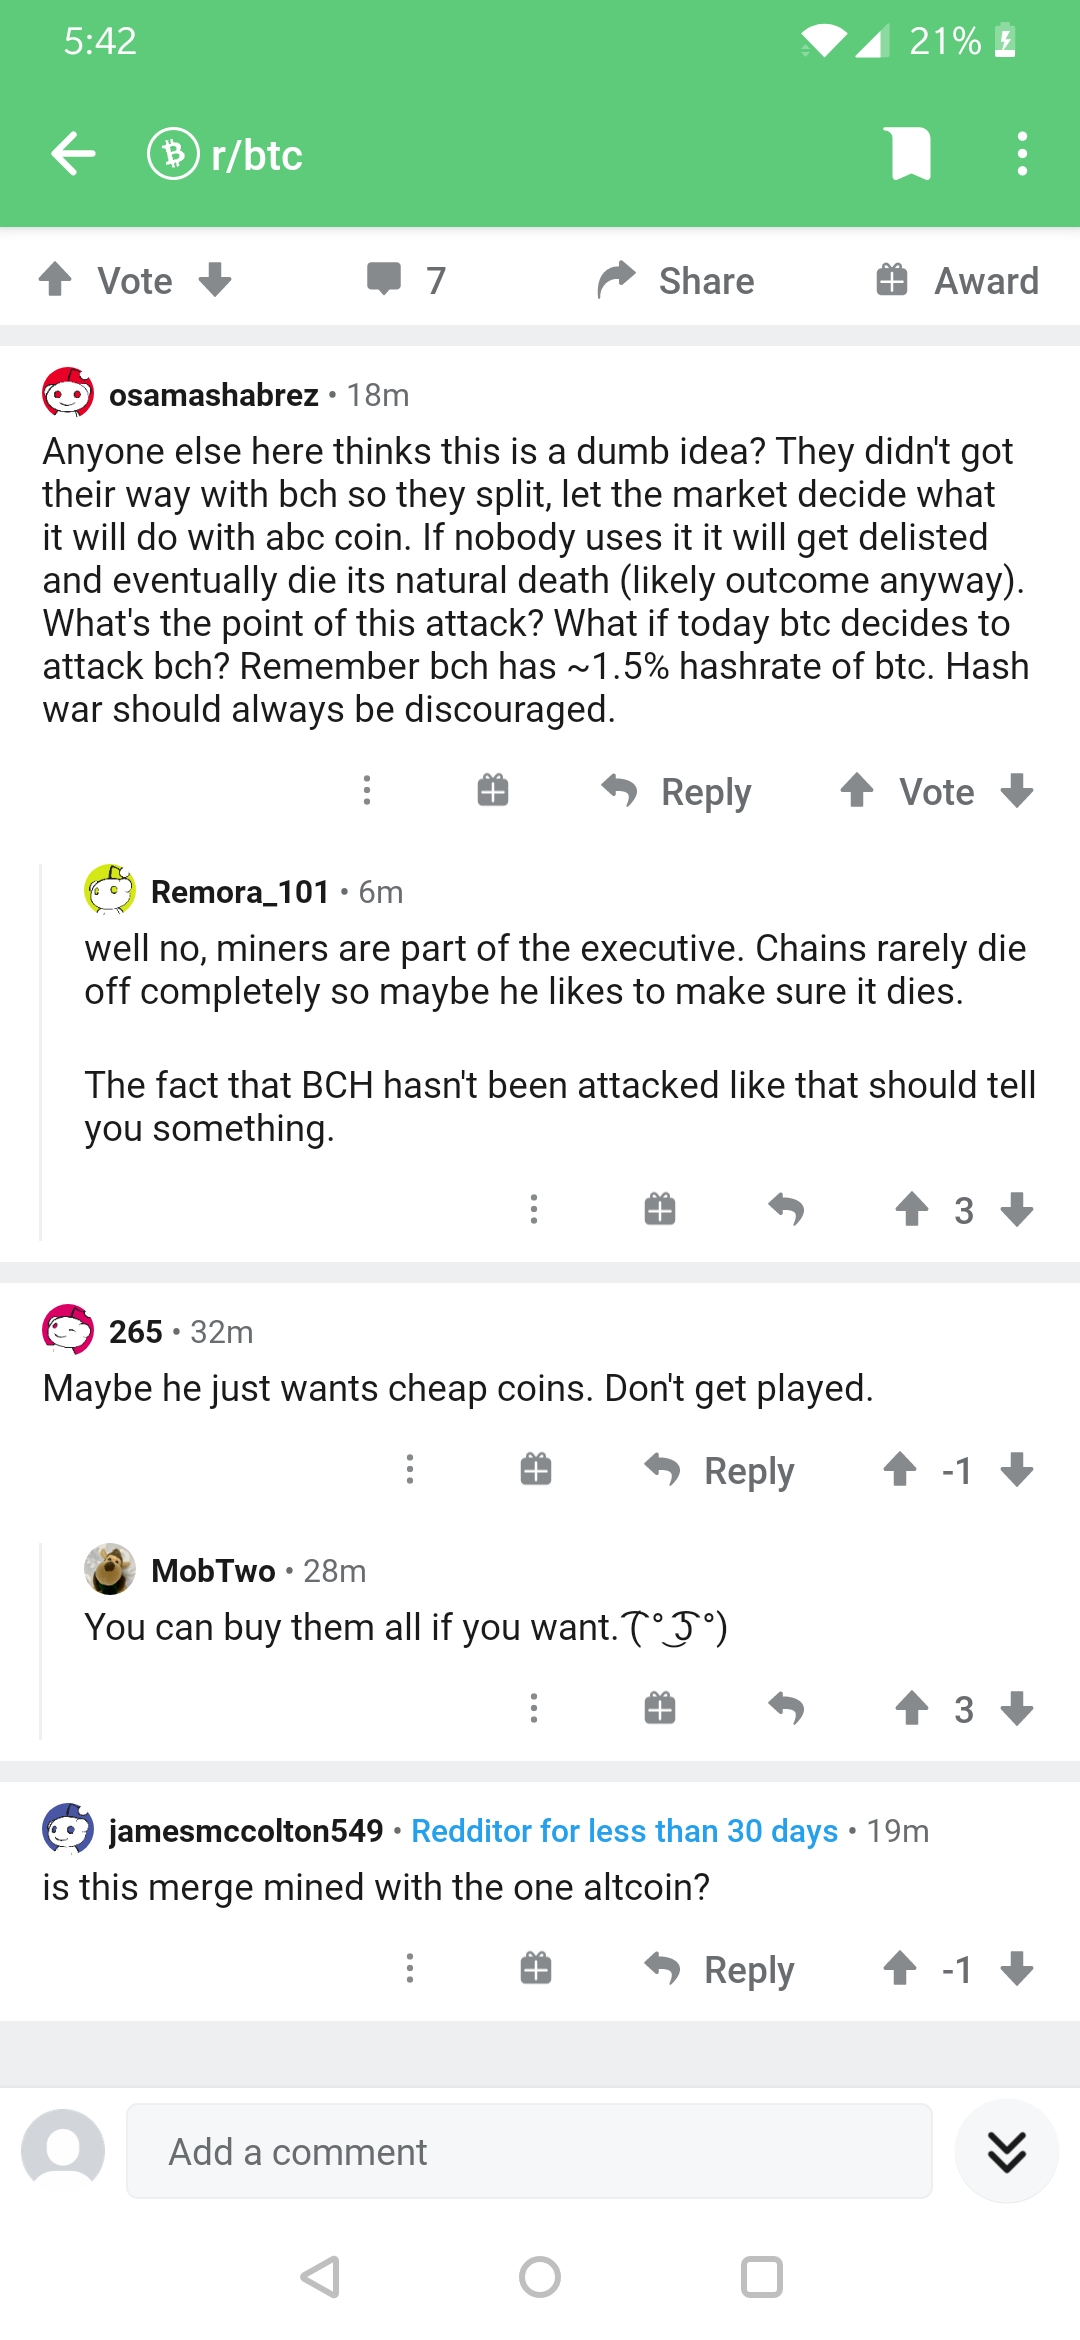 5:42
21%
r/btc
Vote
7
Share
Award
osamashabrez • 18m
Anyone else here thinks this is a dumb idea? They didn't got
their way with bch so they split, let the market decide what
it will do with abc coin. If nobody uses it it will get delisted
and eventually die its natural death (likely outcome anyway).
What's the point of this attack? What if today btc decides to
attack bch? Remember bch has ~1.5% hashrate of btc. Hash
war should always be discouraged.
Reply
Vote
Remora_101 • 6m
well no, miners are part of the executive. Chains rarely die
off completely so maybe he likes to make sure it dies.
The fact that BCH hasn't been attacked like that should tell
you something.
3
265 • 32m
Maybe he just wants cheap coins. Don't get played.
Reply
-1
MobTwo • 28m
You can buy them all if you want. ͡(° ͜ʖ ͡°)
3
jamesmccolton549 • Redditor for less than 30 days • 19m
is this merge mined with the one altcoin?
Reply
-1
Add a comment